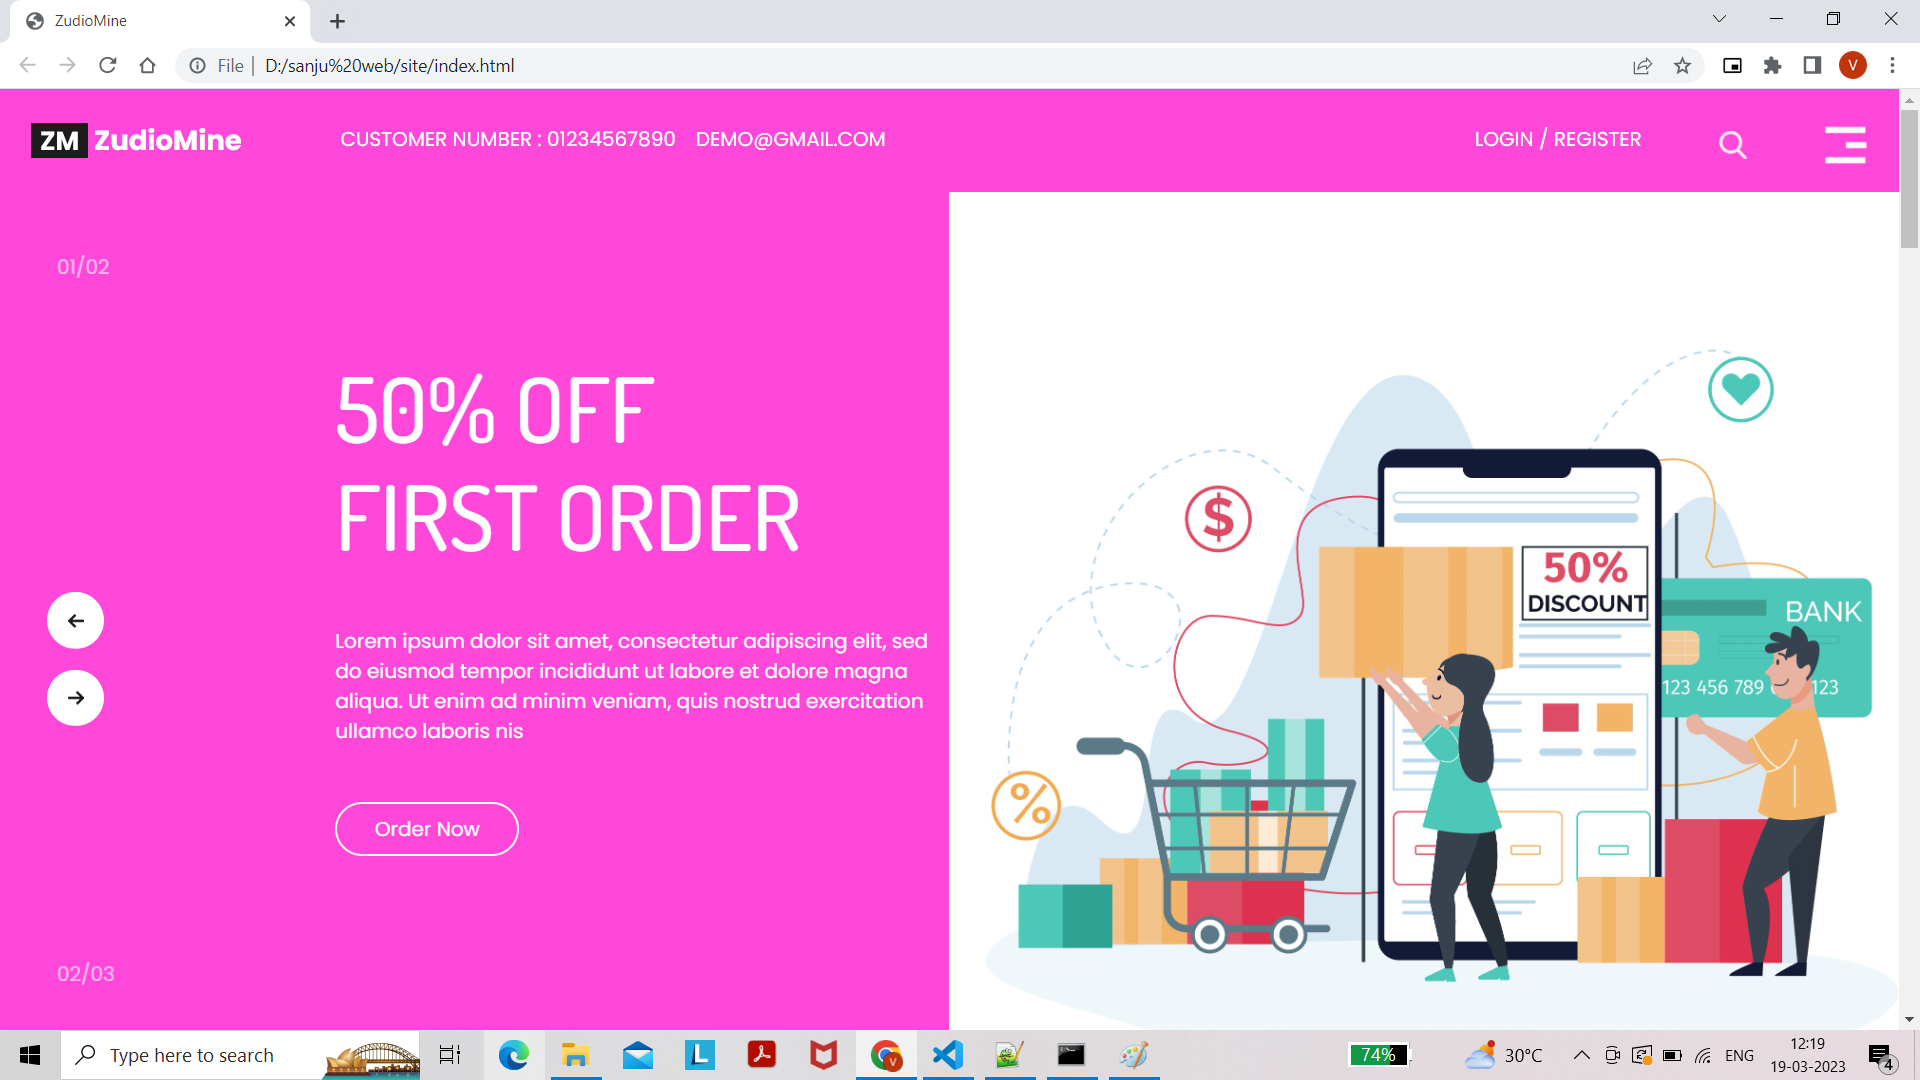 ZudioMine
File
D:/sanju%20web/site/index.html
V
ZM ZudioMine
CUSTOMER NUMBER : 01234567890
DEMO@GMAIL.COM
LOGIN / REGISTER
01/02
50% OFF
FIRST ORDER
Lorem ipsum dolor sit amet, consectetur adipiscing elit, sed
do eiusmod tempor incididunt ut labore et dolore magna
aliqua. Ut enim ad minim veniam, quis nostrud exercitation
ullamco laboris nis
Order Now
02/03
$
%
50%
DISCOUNT
BANK
123 456 789
123
Type here to search
L
V
74%
30°C
ENG
12:19
19-03-2023
4